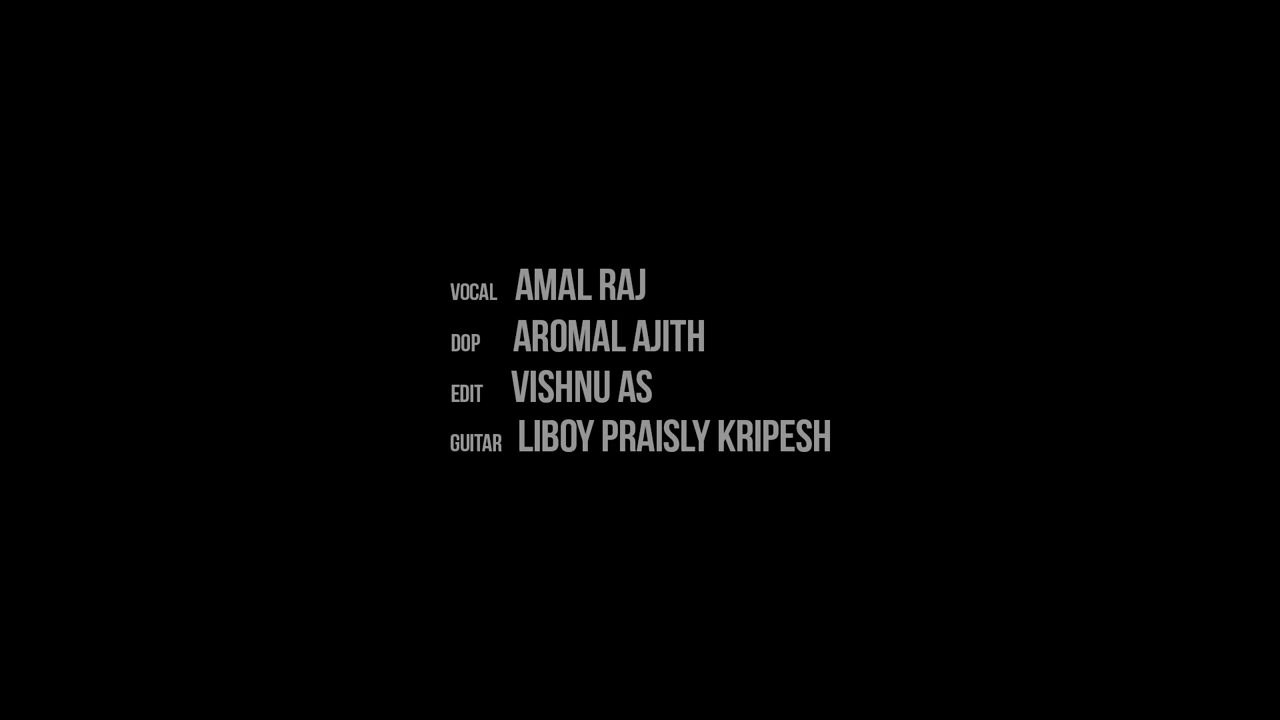 VOCAL AMAL RAJ
DOP AROMAL AJITH
EDIT VISHNU AS
GUITAR LIBOY PRAISLY KRIPESH